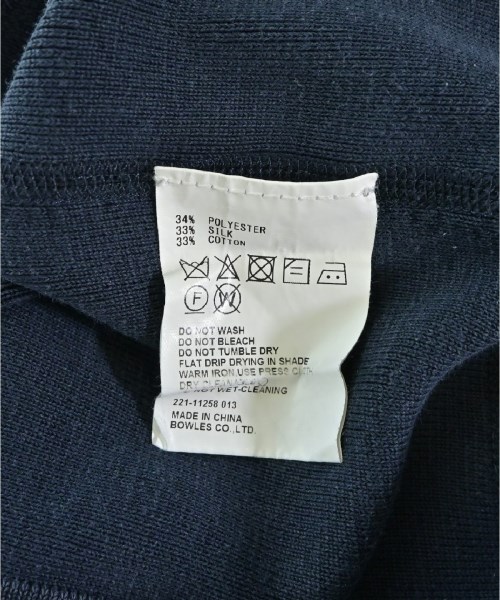 34% POLYESTER
33% SILK
33% COTTON
F W
DO NOT WASH
DO NOT BLEACH
DO NOT TUMBLE DRY
FLAT DRIP DRYING IN SHADE
WARM IRON.USE PRESS
DRY
WET-CLEANING
221-11258 013
MADE IN CHINA
BOWLES CO.,LTD.